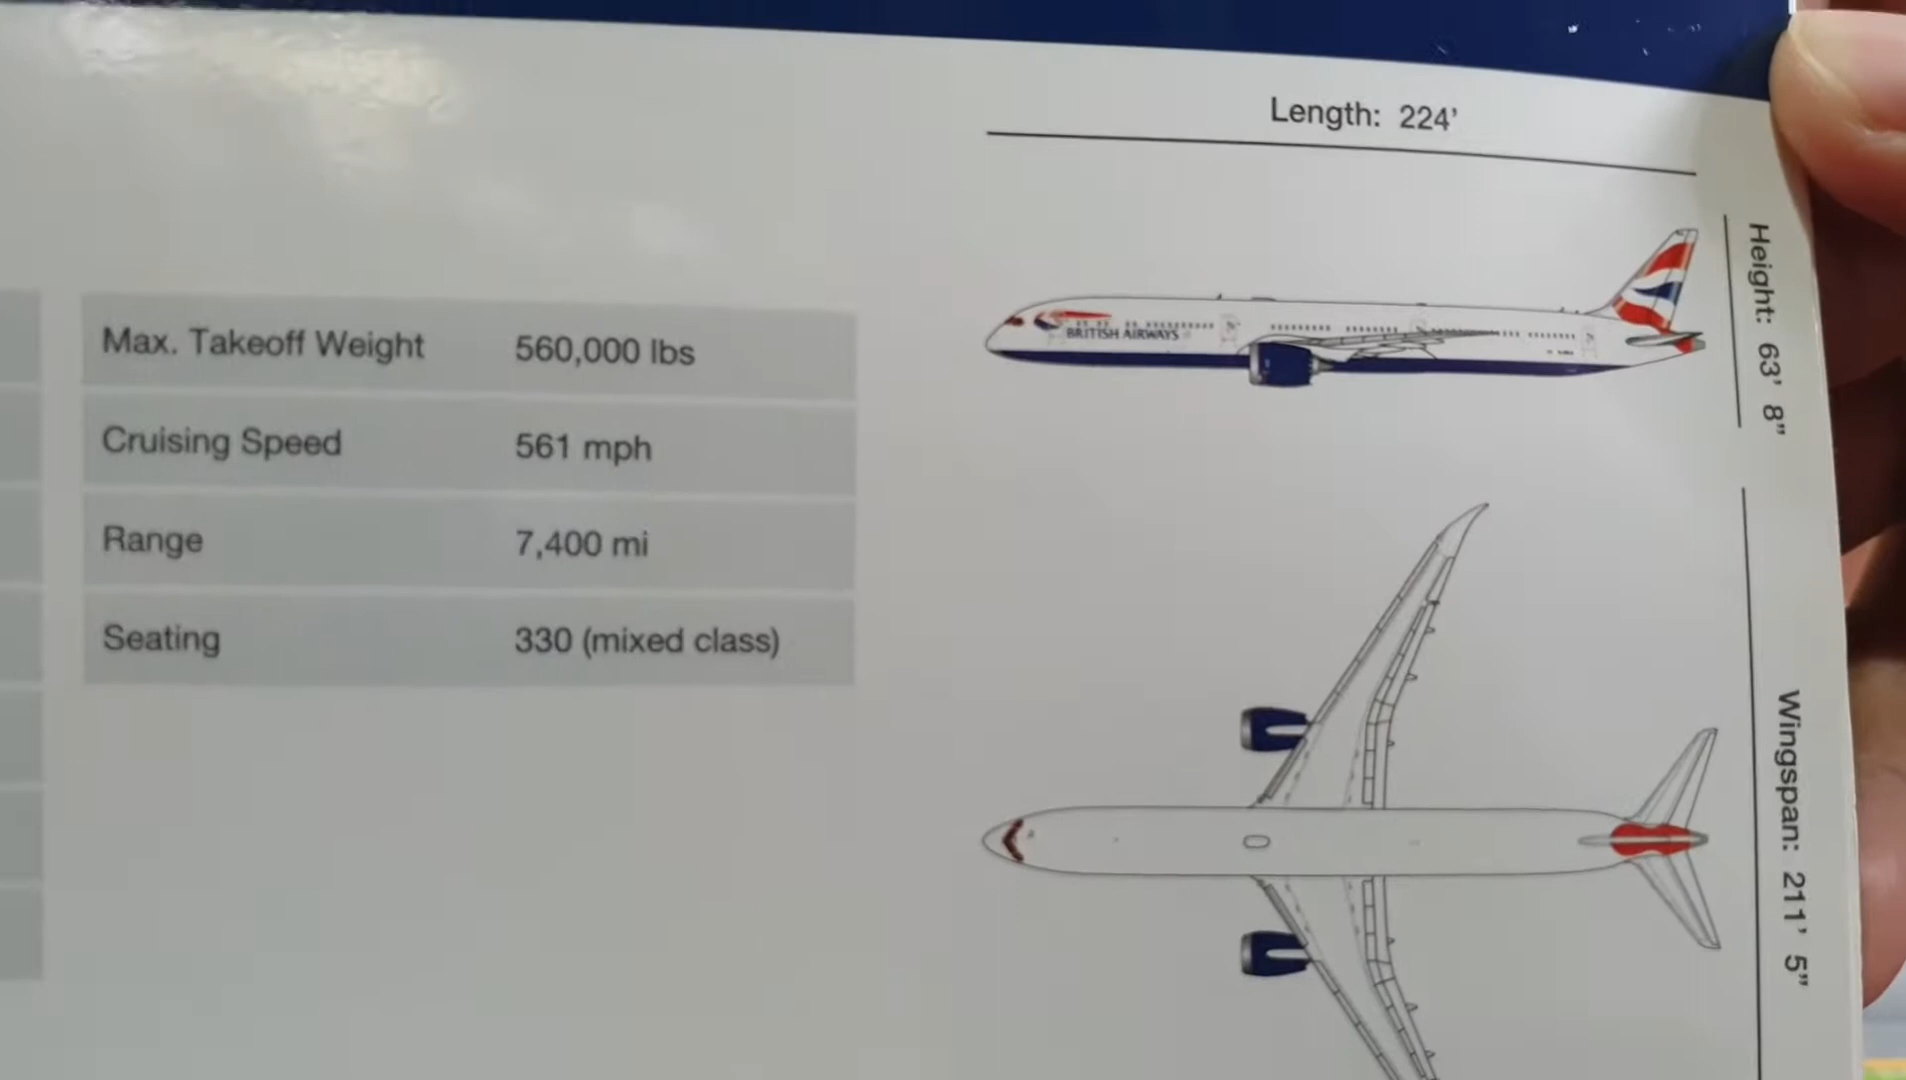 Length: 224’
Height: 63’ 8”
BRITISH AIRWAYS
Max. Takeoff Weight 560,000 lbs
Cruising Speed 561 mph
Range 7,400 mi
Seating 330 (mixed class)
Wingspan: 211’ 5”